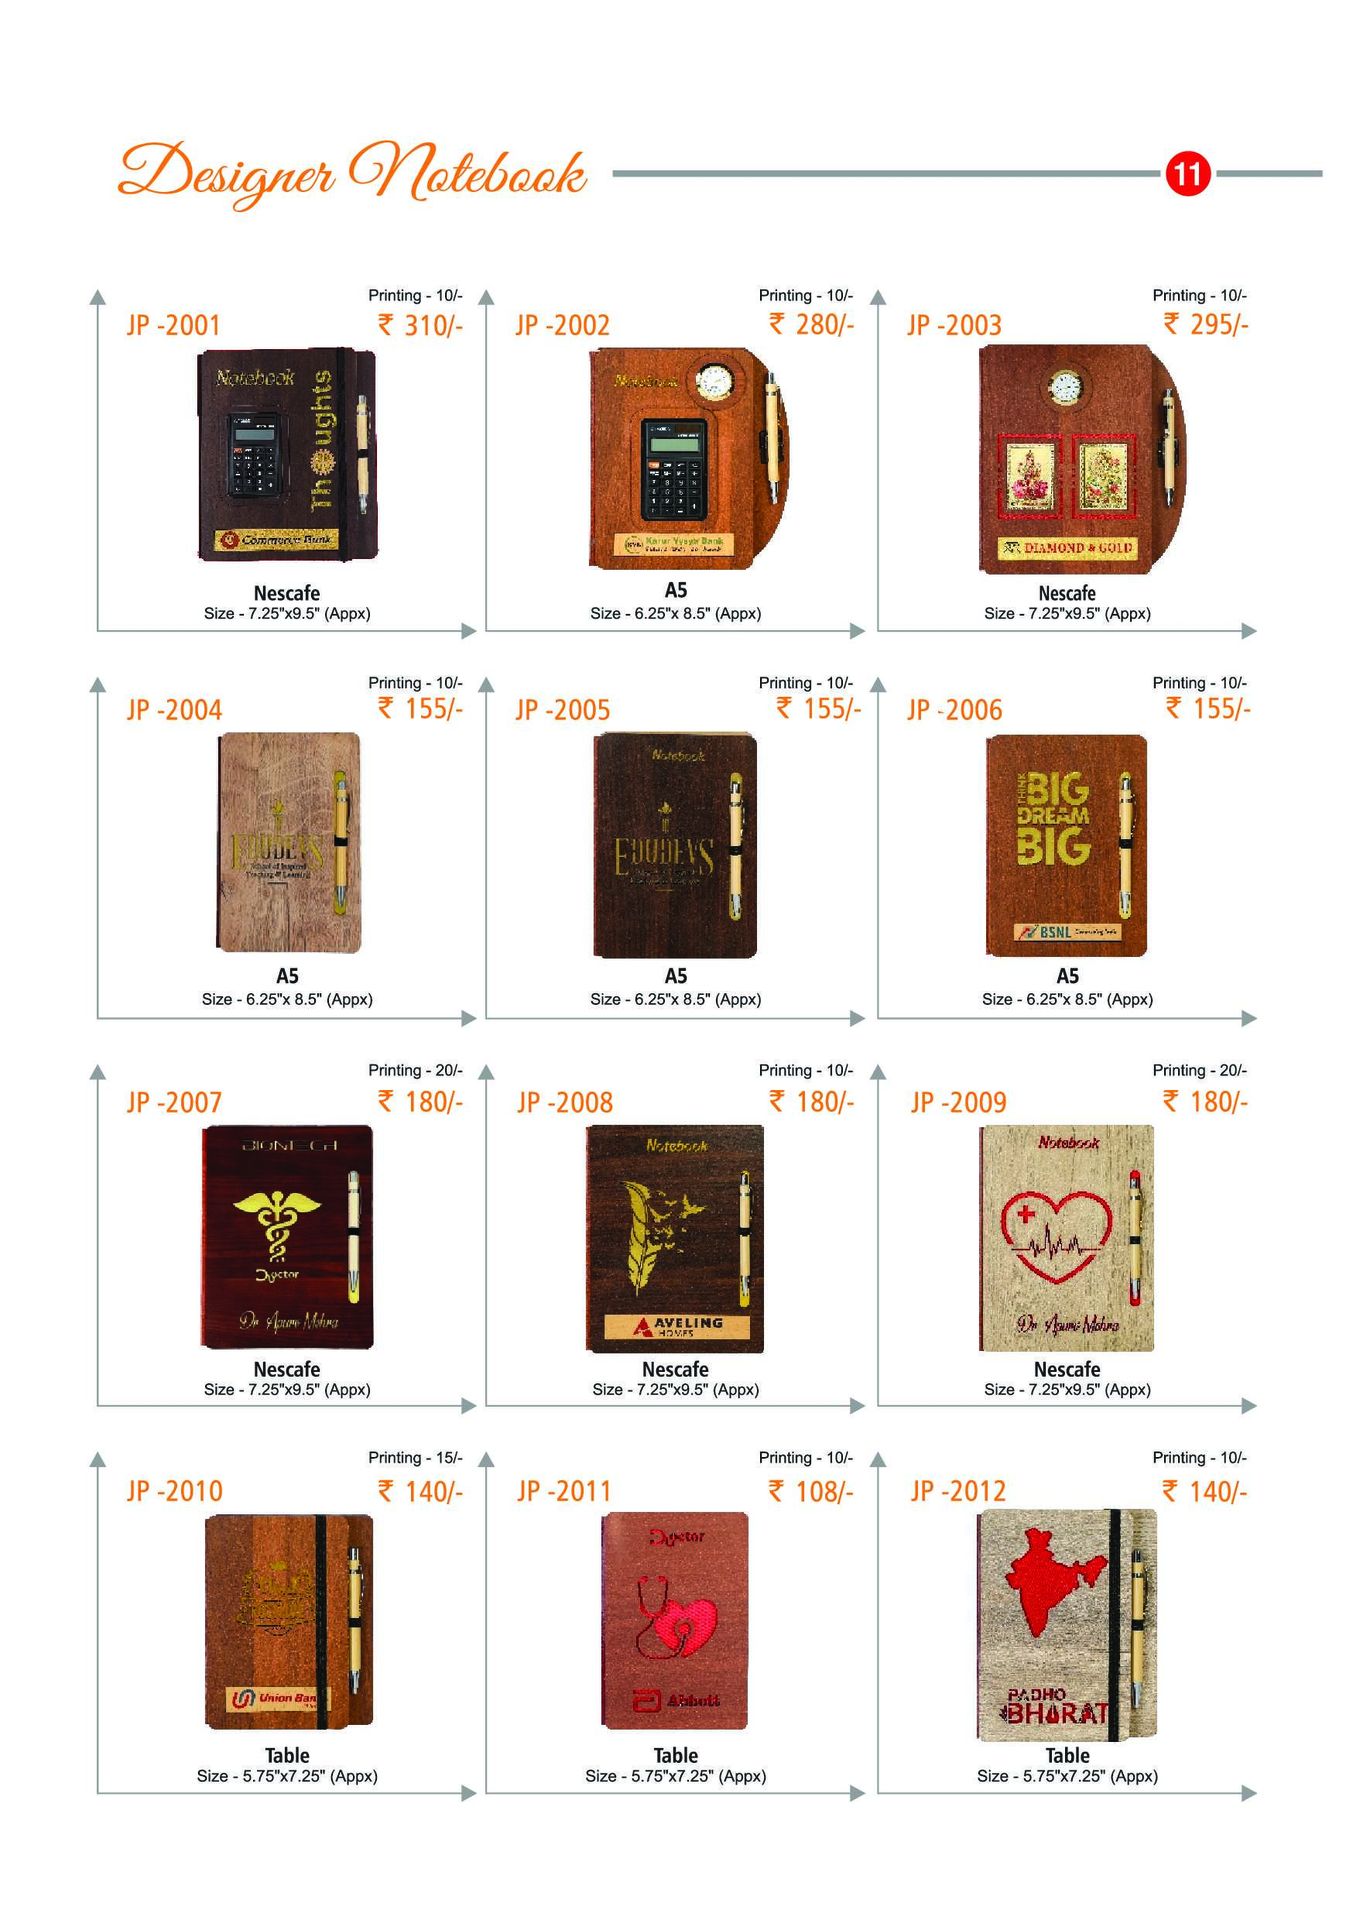 Designer Notebook
11
Printing - 10/-
JP -2001
₹ 310/-
Notebook
Thoughts
Commerce Bank
Nescafe
Size - 7.25"x9.5" (Appx)
Printing - 10/-
JP -2002
₹ 280/-
Notebook
Karur Vysya Bank
A5
Size - 6.25"x 8.5" (Appx)
Printing - 10/-
JP -2003
₹ 295/-
DIAMOND & GOLD
Nescafe
Size - 7.25"x9.5" (Appx)
Printing - 10/-
JP -2004
₹ 155/-
EDUDEVS
School of Inspired
Teaching & Learning
A5
Size - 6.25"x 8.5" (Appx)
Printing - 10/-
JP -2005
₹ 155/-
Notebook
EDUDEVS
A5
Size - 6.25"x 8.5" (Appx)
Printing - 10/-
JP -2006
₹ 155/-
THINK
BIG
DREAM
BIG
BSNL
A5
Size - 6.25"x 8.5" (Appx)
Printing - 20/-
JP -2007
₹ 180/-
BIONTECH
Doctor
Nescafe
Size - 7.25"x9.5" (Appx)
Printing - 10/-
JP -2008
₹ 180/-
Notebook
AVELING
HOMES
Nescafe
Size - 7.25"x9.5" (Appx)
Printing - 20/-
JP -2009
₹ 180/-
Notebook
Nescafe
Size - 7.25"x9.5" (Appx)
Printing - 15/-
JP -2010
₹ 140/-
Union Ban
Table
Size - 5.75"x7.25" (Appx)
Printing - 10/-
JP -2011
₹ 108/-
Doctor
Abbott
Table
Size - 5.75"x7.25" (Appx)
Printing - 10/-
JP -2012
₹ 140/-
PADHO
BHARAT
Table
Size - 5.75"x7.25" (Appx)